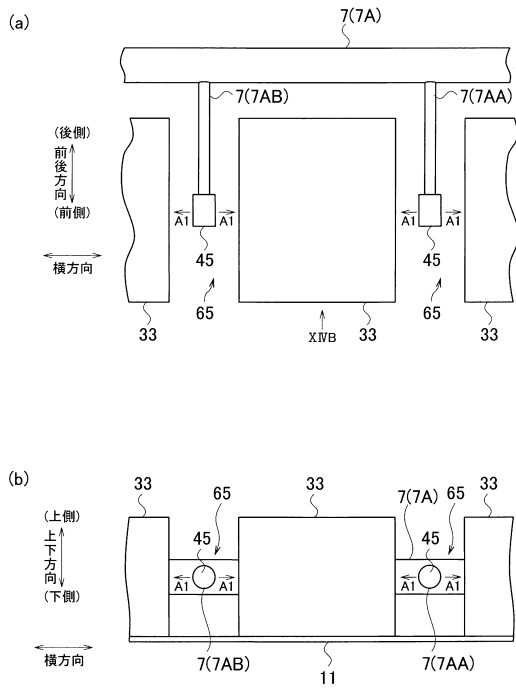 (a)
7(7A)
7(7AB)
7(7AA)
(後側)
前後方向
(前側)
A1
A1
A1
A1
45
45
横方向
65
65
33
33
33
ⅩⅣB
(b)
33
33
33
65
7(7A)
65
(上側)
上下方向
(下側)
45
45
A1
A1
A1
A1
横方向
7(7AB)
11
7(7AA)